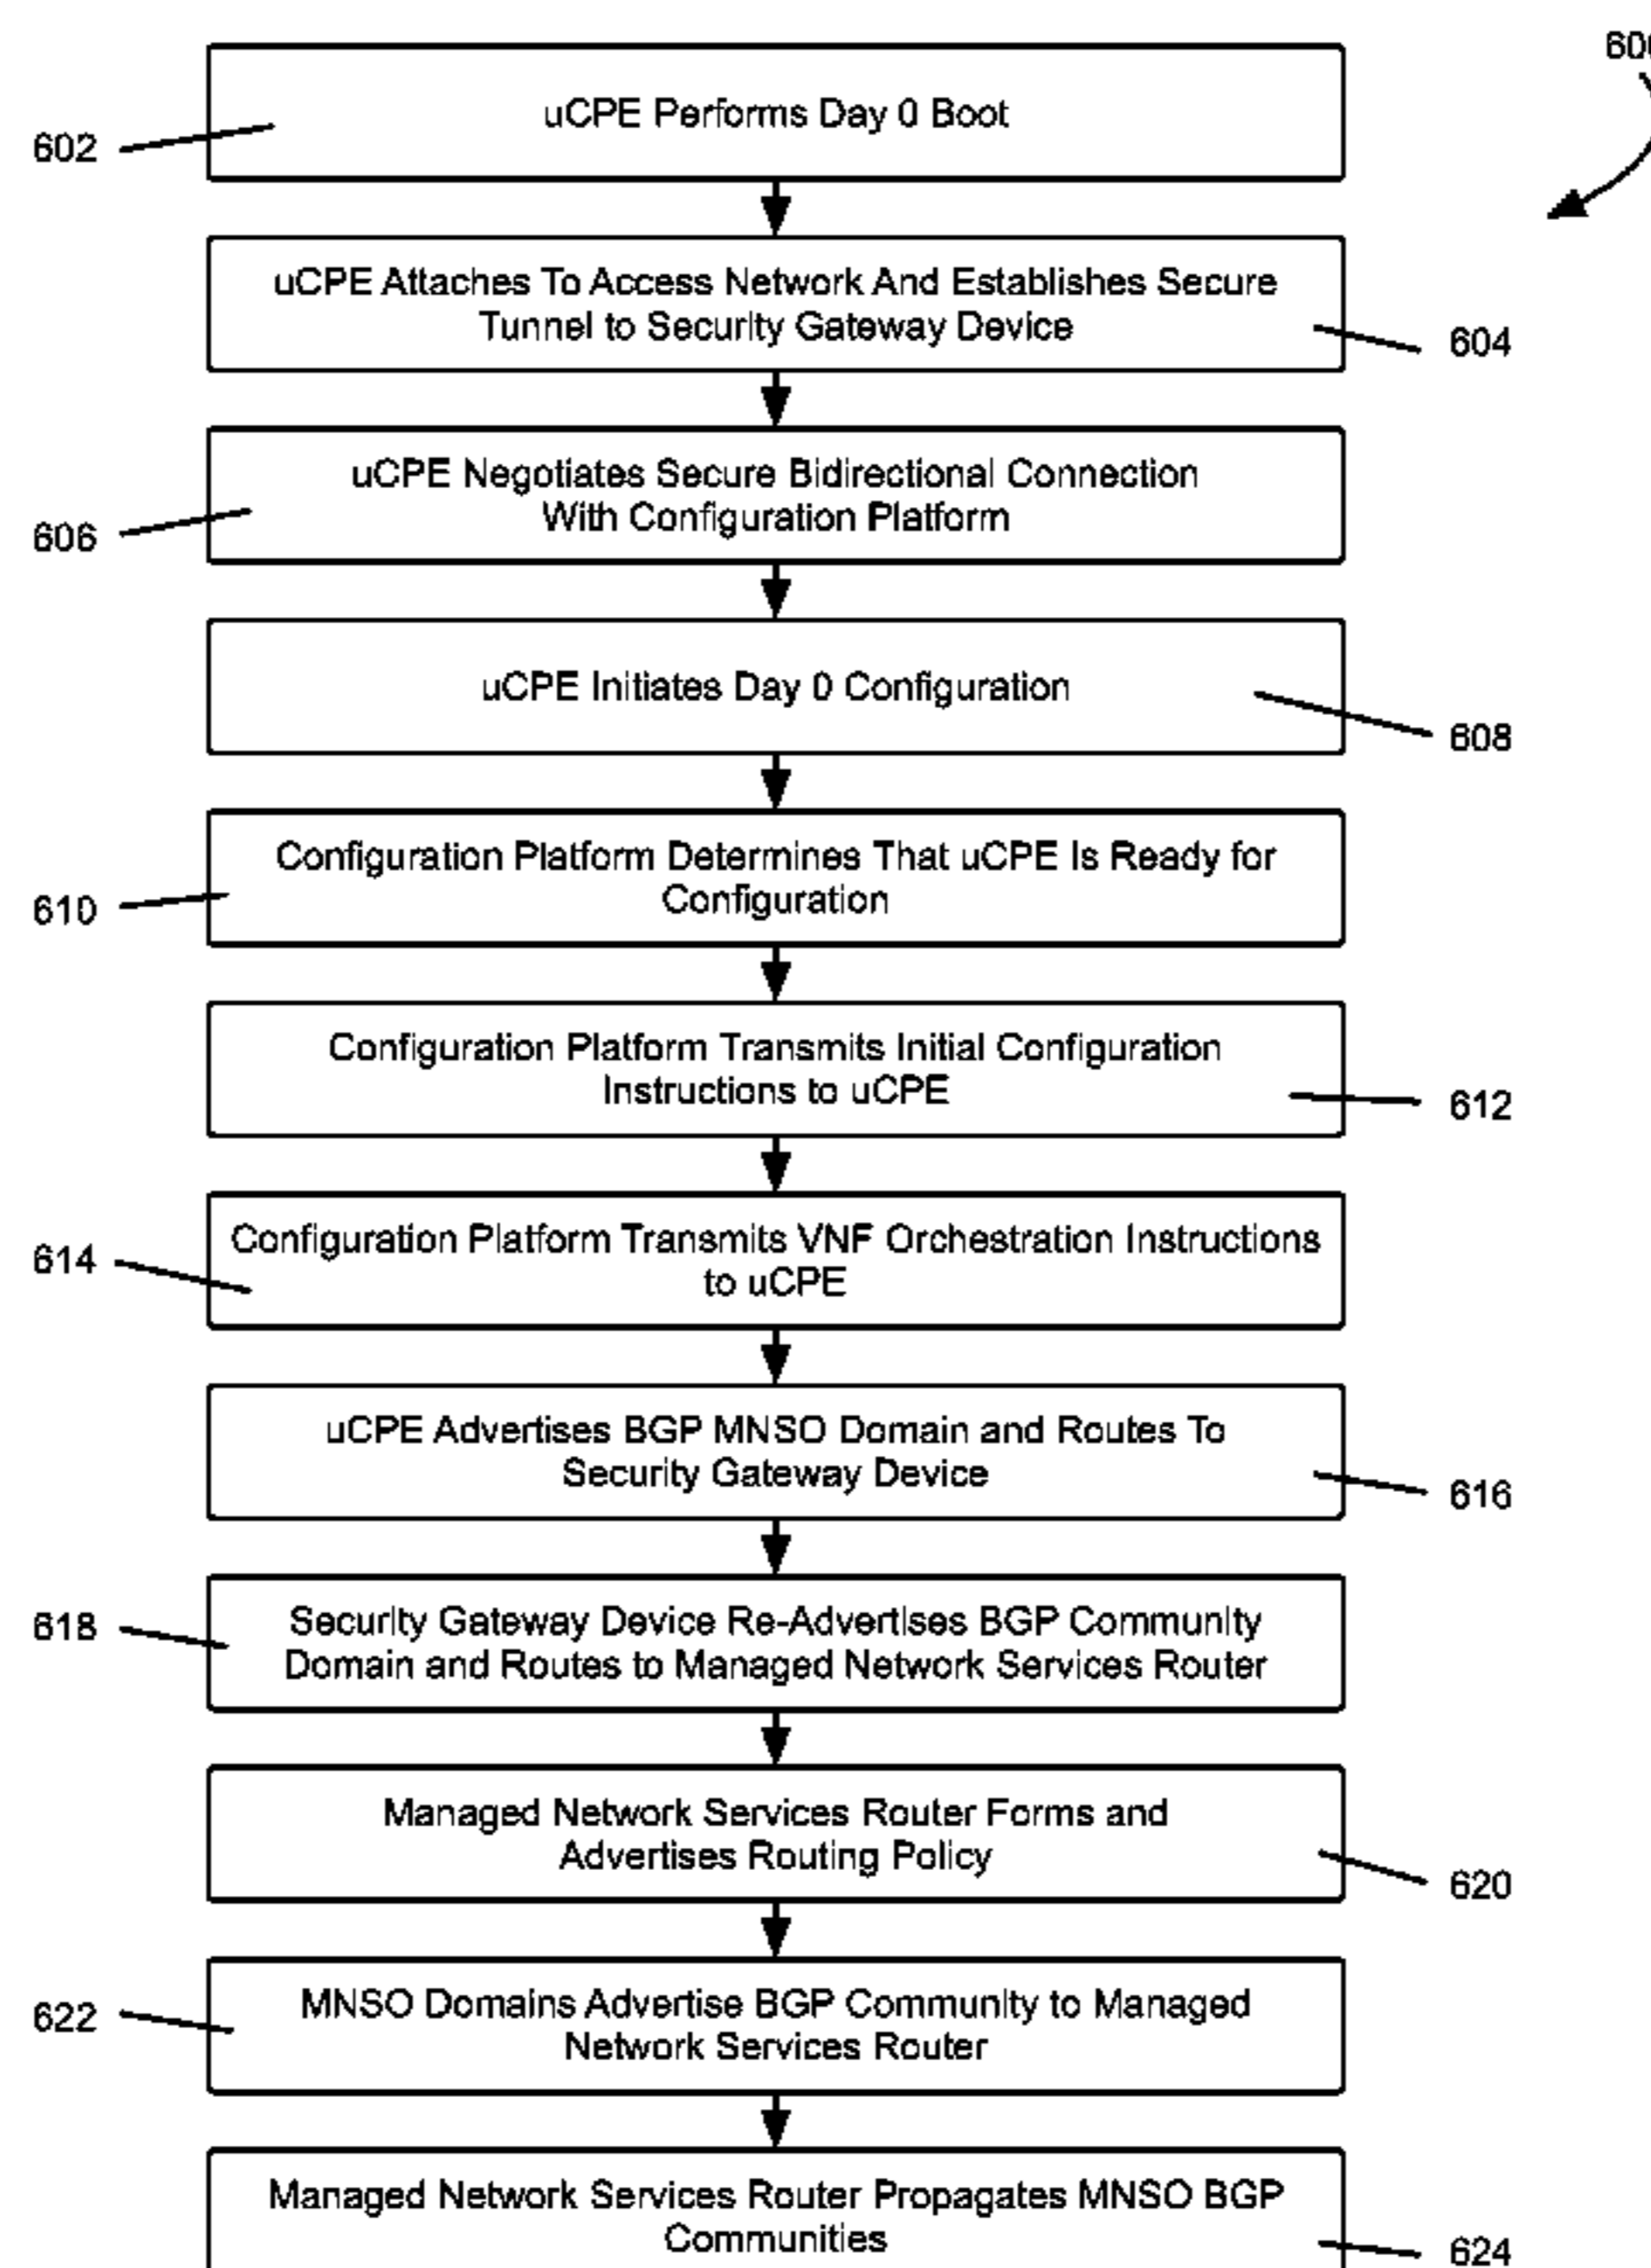 600
uCPE Performs Day 0 Boot
602
uCPE Attaches To Access Network And Establishes Secure
Tunnel to Security Gateway Device
604
uCPE Negotiates Secure Bidirectional Connection
With Configuration Platform
606
uCPE Initiates Day 0 Configuration
608
Configuration Platform Determines That uCPE Is Ready for
Configuration
610
Configuration Platform Transmits Initial Configuration
Instructions to uCPE
612
Configuration Platform Transmits VNF Orchestration Instructions
to uCPE
614
uCPE Advertises BGP MNSO Domain and Routes To
Security Gateway Device
616
Security Gateway Device Re-Advertises BGP Community
Domain and Routes to Managed Network Services Router
618
Managed Network Services Router Forms and
Advertises Routing Policy
620
MNSO Domains Advertise BGP Community to Managed
Network Services Router
622
Managed Network Services Router Propagates MNSO BGP
Communities
624